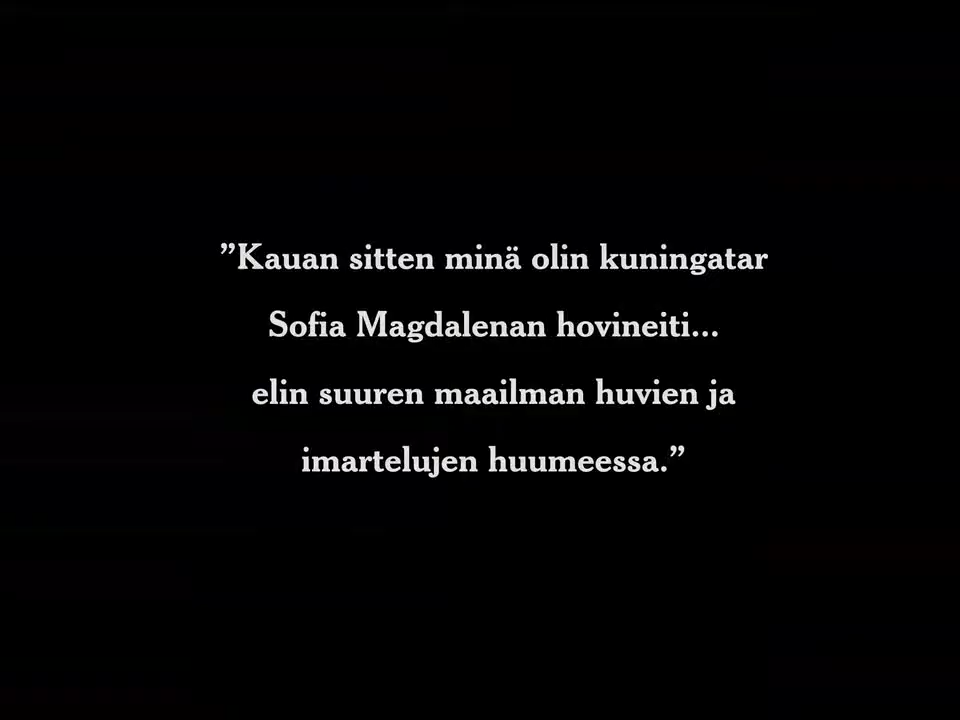 ”Kauan sitten minä olin kuningatar
Sofia Magdalenan hovineiti...
elin suuren maailman huvien ja
imartelujen huumeessa.”